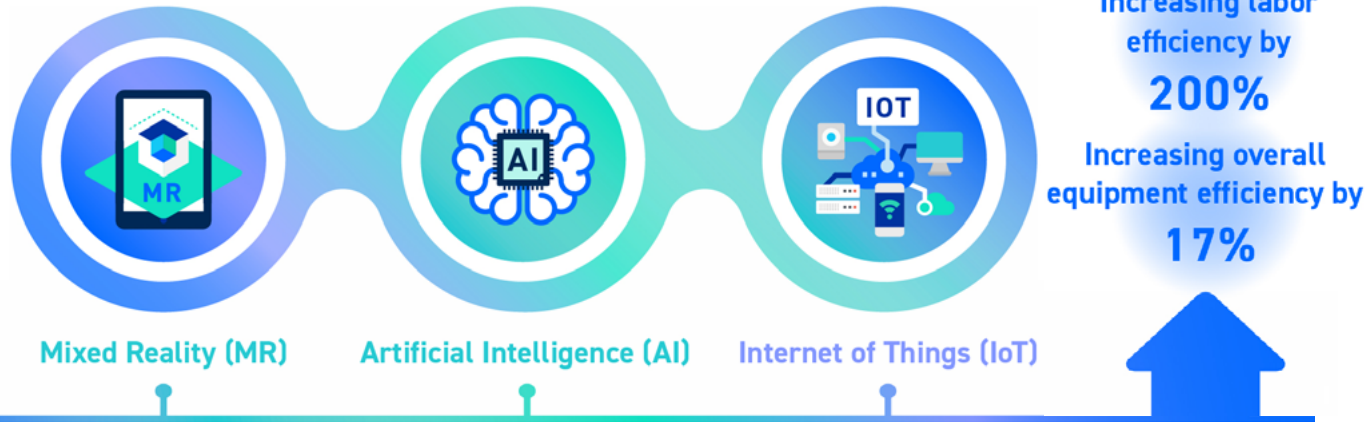 MR
AI
IOT
Mixed Reality (MR)
Artificial Intelligence (AI)
Internet of Things (IoT)
Increasing labor
efficiency by
200%
Increasing overall
equipment efficiency by
17%